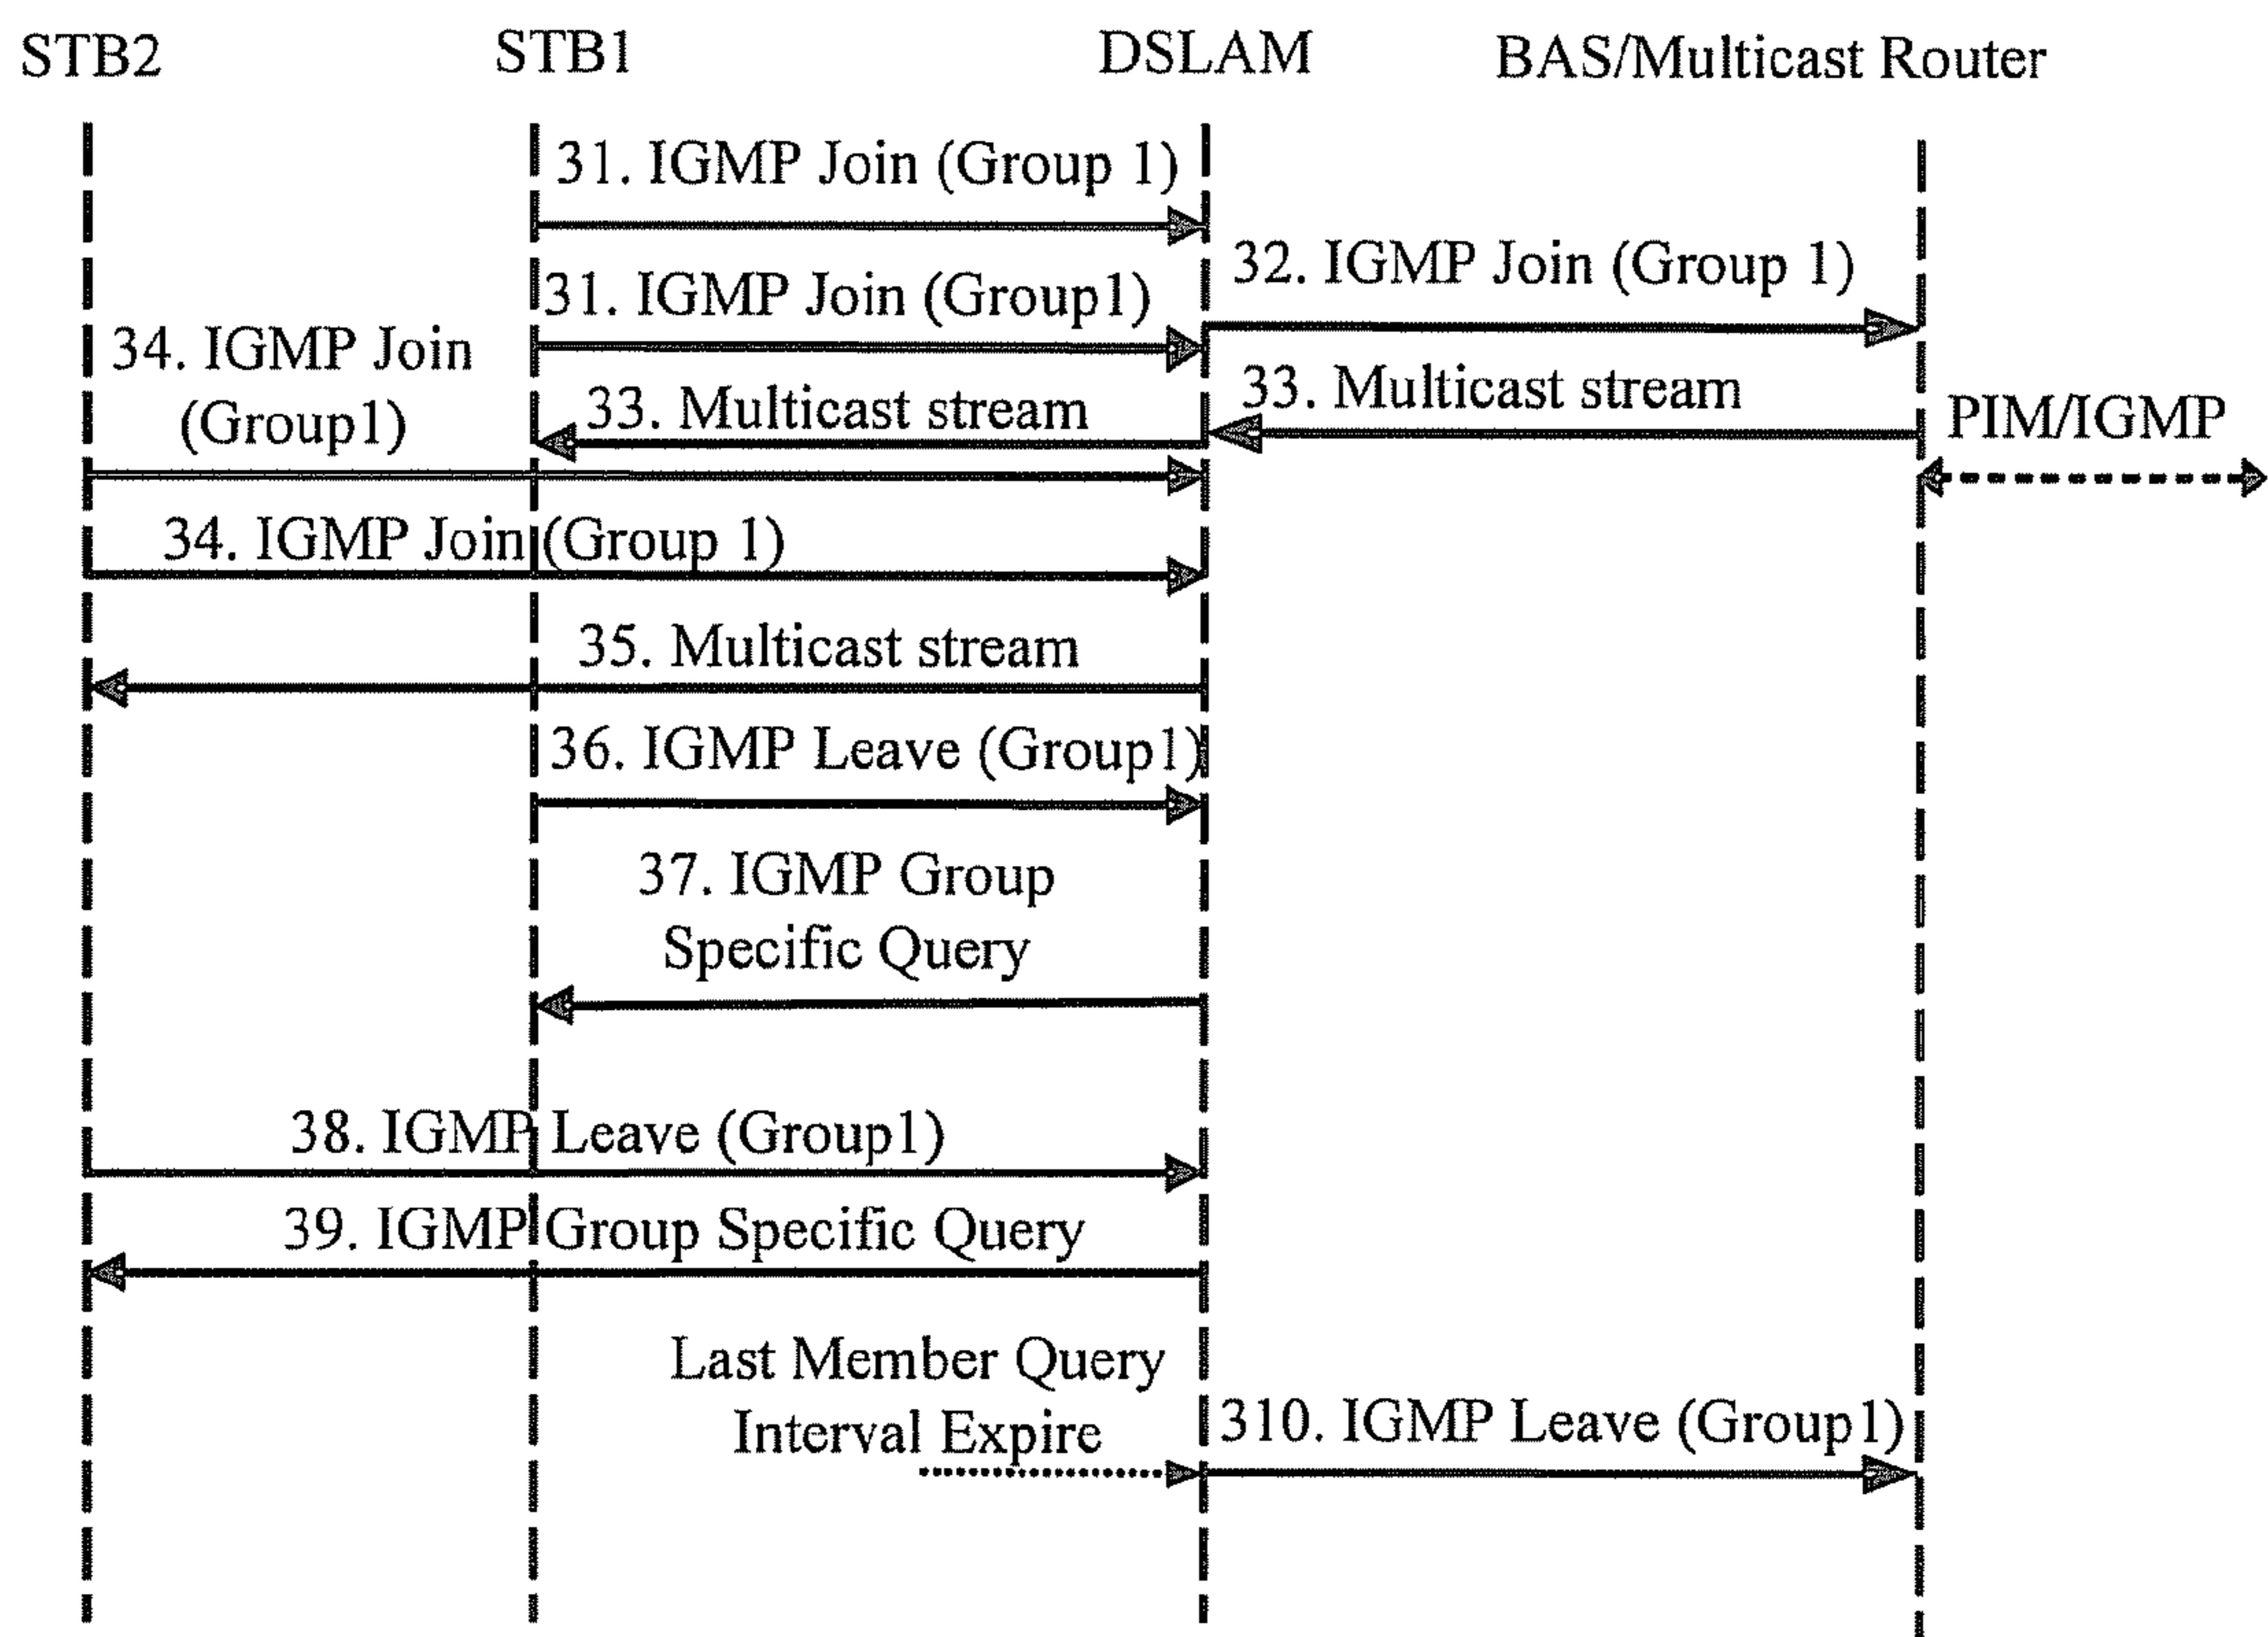 STB2
STB1
DSLAM
BAS/Multicast Router
31. IGMP Join (Group 1)
32. IGMP Join (Group 1)
31. IGMP Join (Group1)
34. IGMP Join
(Group1)
33. Multicast stream
33. Multicast stream
PIM/IGMP
34. IGMP Join (Group 1)
35. Multicast stream
36. IGMP Leave (Group1)
37. IGMP Group
Specific Query
38. IGMP Leave (Group1)
39. IGMP Group Specific Query
Last Member Query
Interval Expire
310. IGMP Leave (Group1)